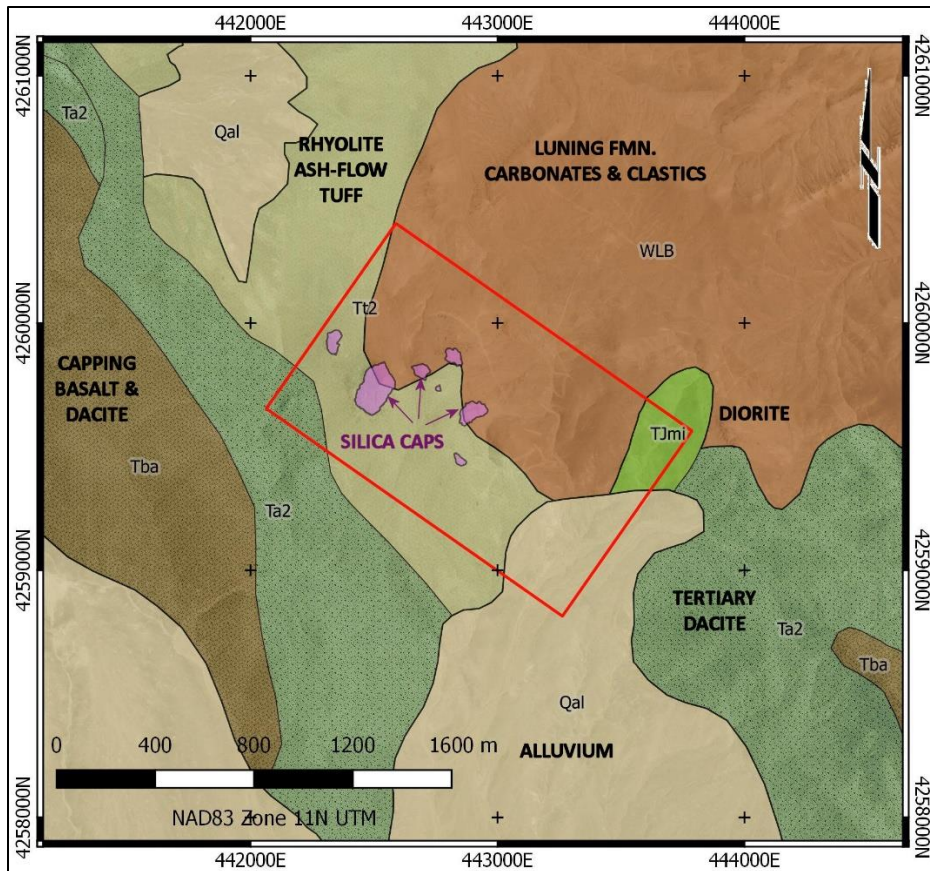 442000E 443000E 444000E
4261000N
4261000N
Ta2
Qal
RHYOLITE
ASH-FLOW
TUFF
LUNING FMN.
CARBONATES & CLASTICS
WLB
4260000N
4260000N
Tt2
CAPPING
BASALT &
DACITE
SILICA CAPS
TJmi
DIORITE
Tba
Ta2
4259000N
4259000N
TERTIARY
DACITE
Ta2
Tba
Qal
ALLUVIUM
0 400 800 1200 1600 m
NAD83 Zone 11N UTM
4258000N
4258000N
442000E 443000E 444000E